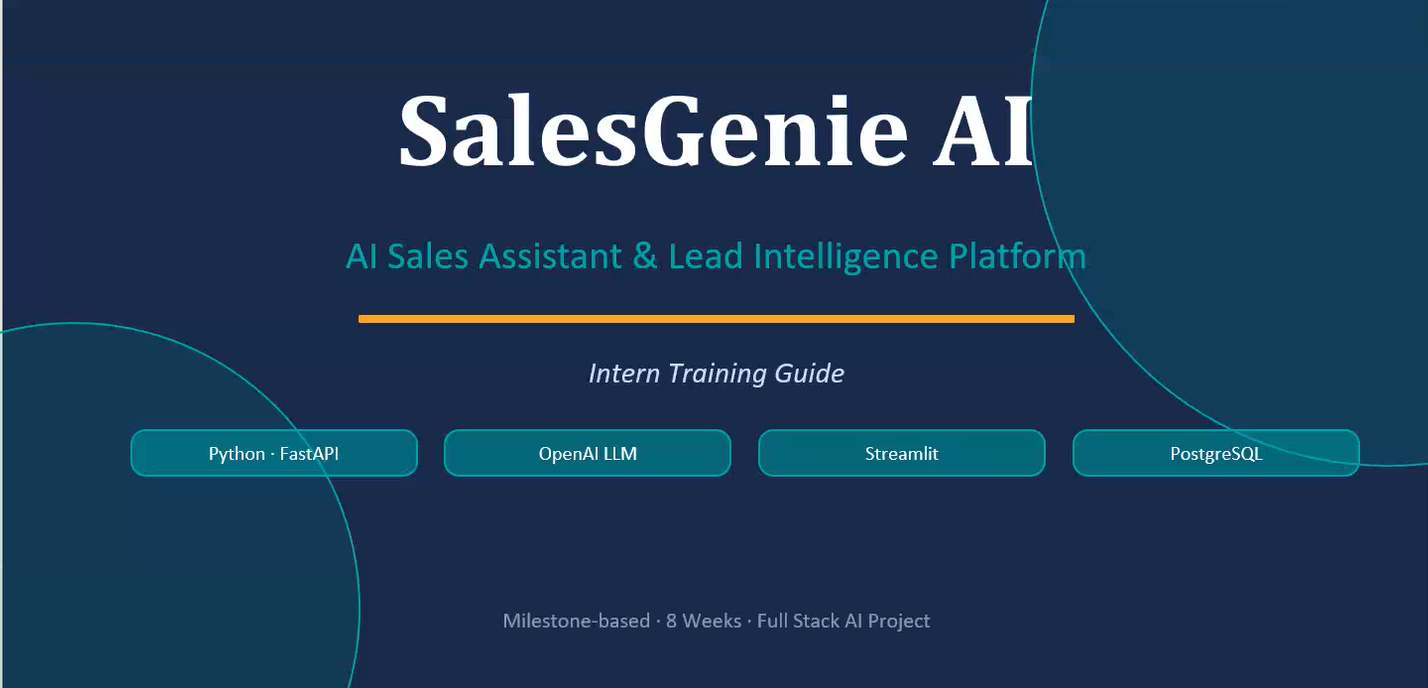 SalesGenie AI
AI Sales Assistant & Lead Intelligence Platform
Intern Training Guide
Python · FastAPI
OpenAI LLM
Streamlit
PostgreSQL
Milestone-based · 8 Weeks · Full Stack AI Project